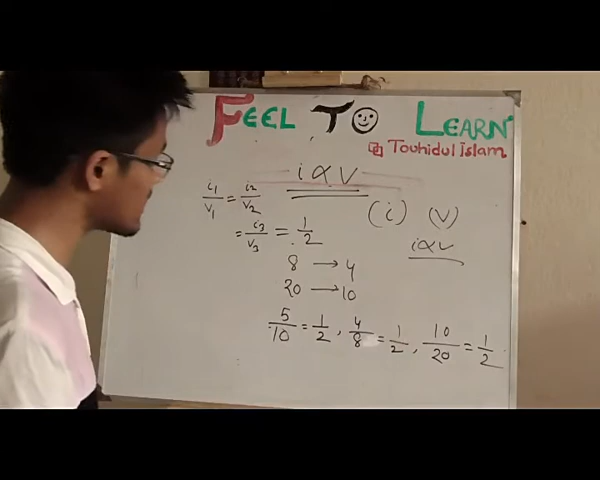 FEEL TO LEARN
Touhidul Islam
i ∝ V
i₁/V₁ = i₂/V₂
= i₃/V₃ = 1/2
(i) (V)
i∝V
8 → 4
20 → 10
5/10 = 1/2, 4/8 = 1/2, 10/20 = 1/2